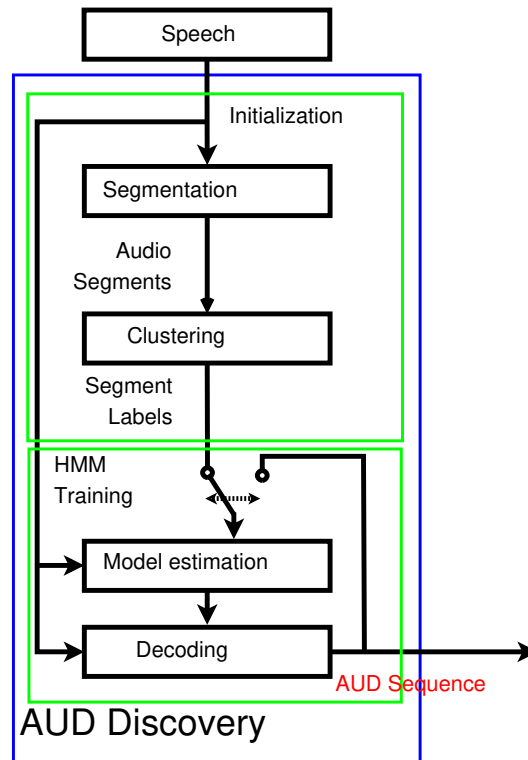 Speech
Initialization
Segmentation
Audio
Segments
Clustering
Segment
Labels
HMM
Training
Model estimation
Decoding
AUD Sequence
AUD Discovery